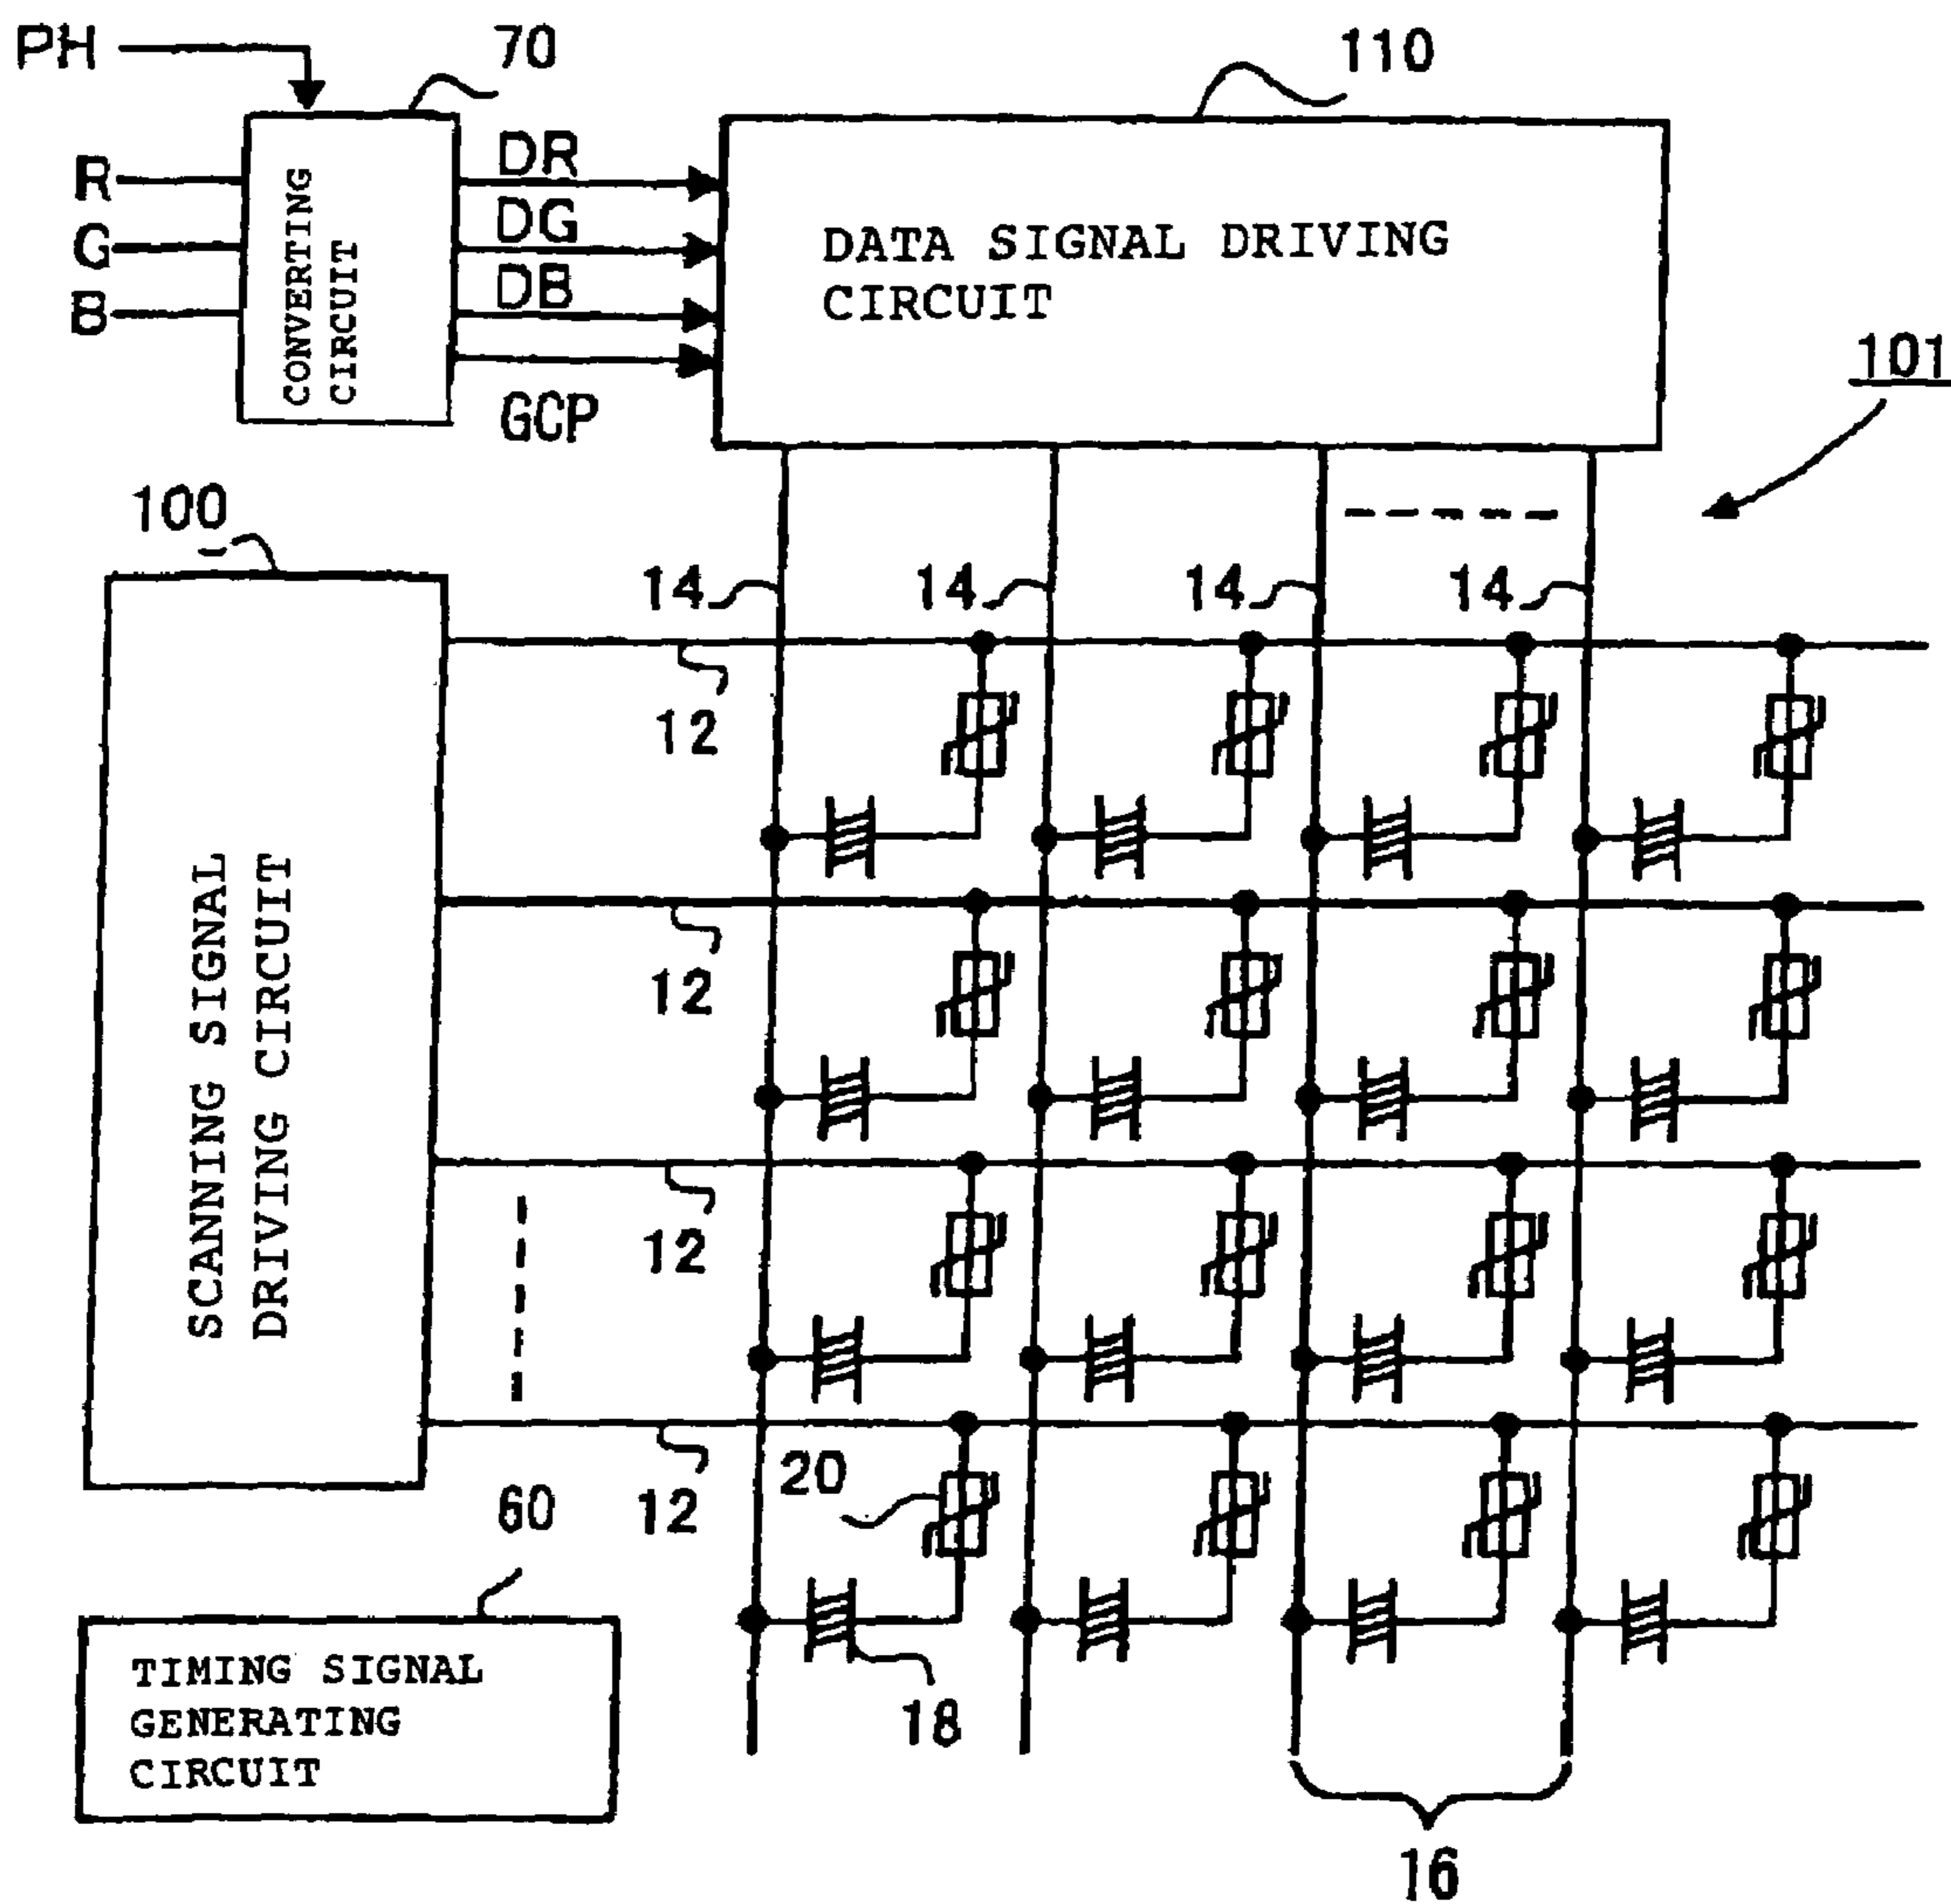 PH
70
110
R
G
B
CONVERTING
CIRCUIT
DR
DG
DB
GCP
DATA SIGNAL DRIVING
CIRCUIT
101
100
14
14
14
14
SCANNING SIGNAL
DRIVING CIRCUIT
12
12
12
12
20
60
18
TIMING SIGNAL
GENERATING
CIRCUIT
16